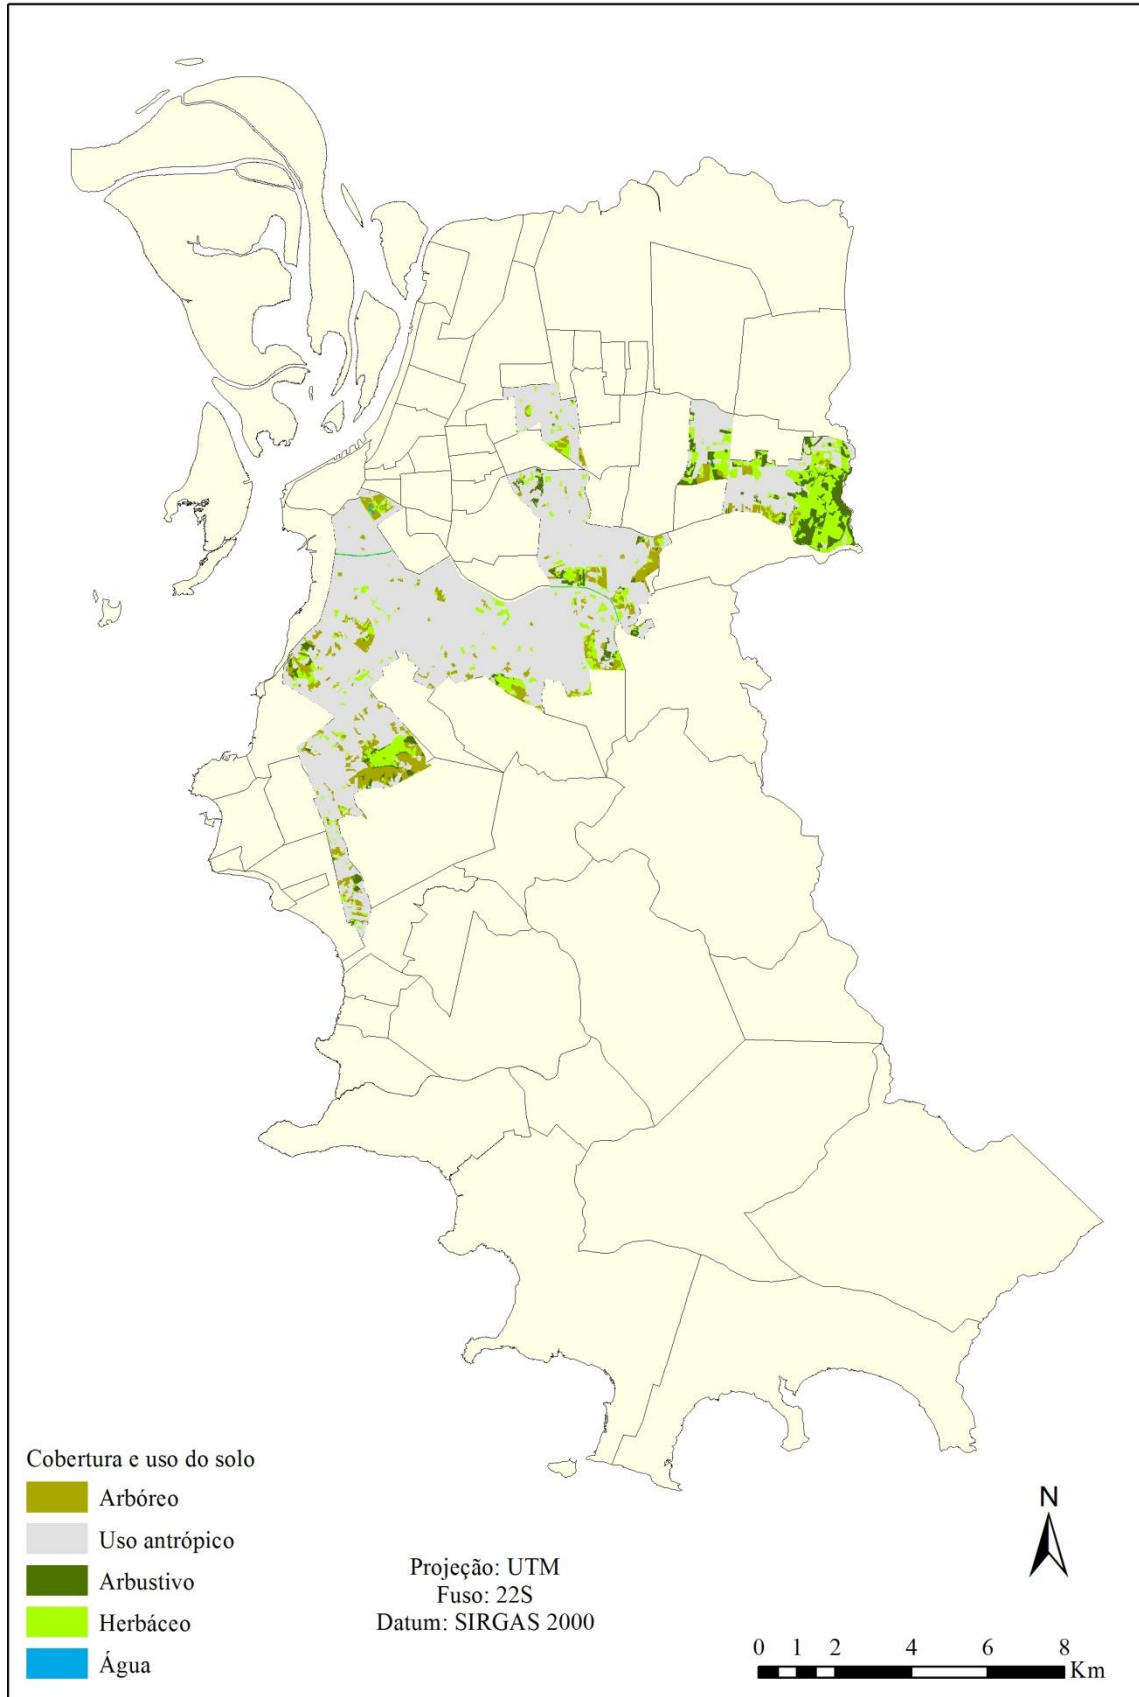 Cobertura e uso do solo
Arbóreo
Uso antrópico
Arbustivo
Herbáceo
Água
Projeção: UTM
Fuso: 22S
Datum: SIRGAS 2000
N
0 1 2 4 6 8
Km